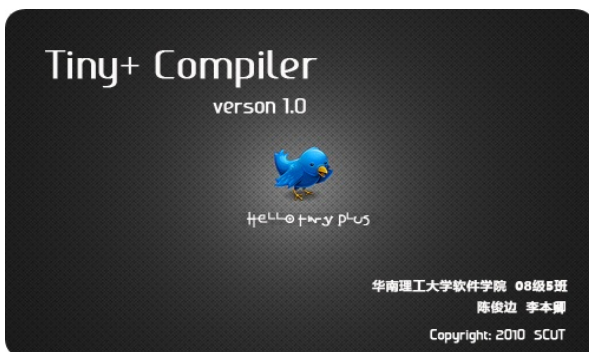 Tiny+ Compiler
verson 1.0
Hello tiny plus
华南理工大学软件学院 08级5班
陈俊边 李本卿
Copyright: 2010 SCUT